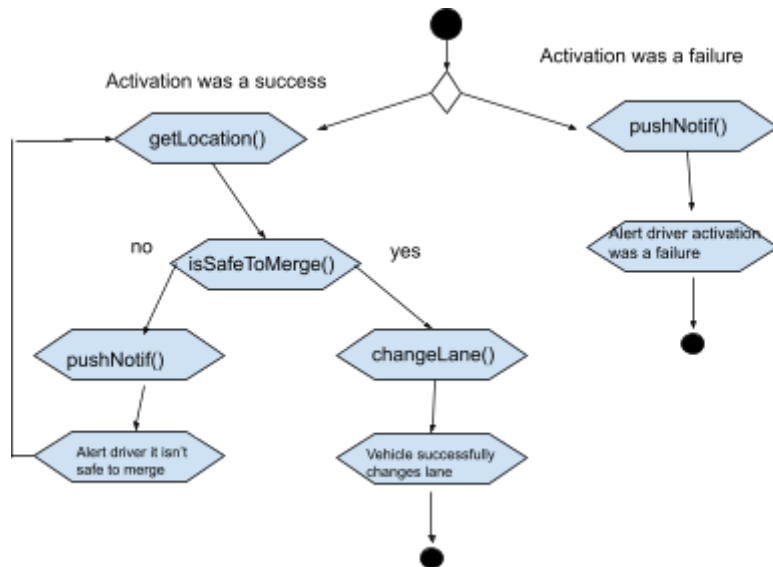 Activation was a failure
Activation was a success
getLocation()
pushNotif()
Alert driver activation
was a failure
no
yes
isSafeToMerge()
pushNotif()
changeLane()
Alert driver it isn't
safe to merge
Vehicle successfully
changes lane